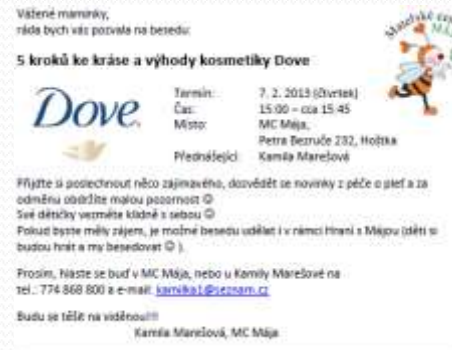 Vážené maminky,
ráda bych vás pozvala na besedu:
5 kroků ke kráse a výhody kosmetiky Dove
Mateřské
Dove
Termín: 7. 2. 2013 (čtvrtek)
Čas: 15:00 – cca 15:45
Místo: MC Mája,
Petra Bezruče 232, Hoštka
Přednášející: Kamila Marešová
Přijďte si poslechnout něco zajímavého, dozvědět se novinky z péče o pleť a za
odměnu obdržíte malou pozornost ☺
Své dětičky vezměte klidně s sebou ☺
Pokud byste měly zájem, je možné besedu udělat i v rámci Hraní s Májou (děti si
budou hrát a my besedovat ☺ ).
Prosím, hlaste se buď v MC Mája, nebo u Kamily Marešové na
tel.: 774 868 800 a e-mail: kamilka1@seznam.cz
Budu se těšit na viděnou!!!
Kamila Marešová, MC Mája